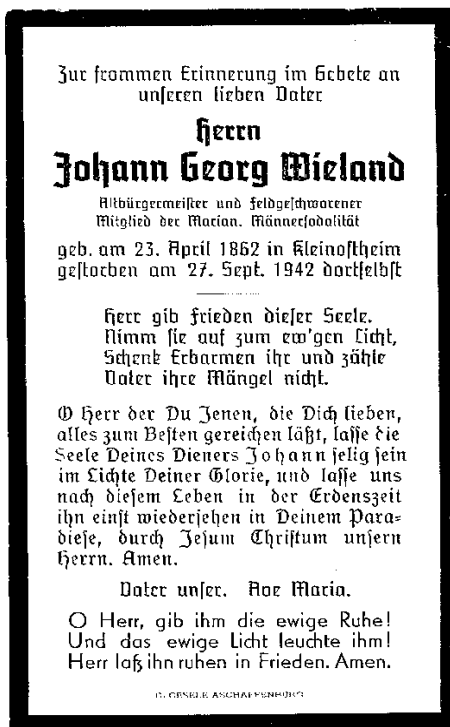 Zur frommen Erinnerung im Gebete an
unseren lieben Vater
Herrn
Johann Georg Wieland
Altbürgermeister und Feldgeschworener
Mitglied der Marian. Männersodalität
geb. am 23. April 1862 in Kleinostheim
gestorben am 27. Sept. 1942 dortselbst
Herr gib Frieden dieser Seele.
Nimm sie auf zum ew'gen Licht,
Schenk Erbarmen ihr und zähle
Vater ihre Mängel nicht.
O Herr der Du Jenen, die Dich lieben,
alles zum Besten gereichen läßt, lasse die
Seele Deines Dieners Johann selig sein
im Lichte Deiner Glorie, und lasse uns
nach diesem Leben in der Erdenszeit
ihn einst wiedersehen in Deinem Para-
diese, durch Jesum Christum unsern
Herrn. Amen.
Vater unser. Ave Maria.
O Herr, gib ihm die ewige Ruhe!
Und das ewige Licht leuchte ihm!
Herr laß ihn ruhen in Frieden. Amen.
GESELE ASCHAFFENBURG